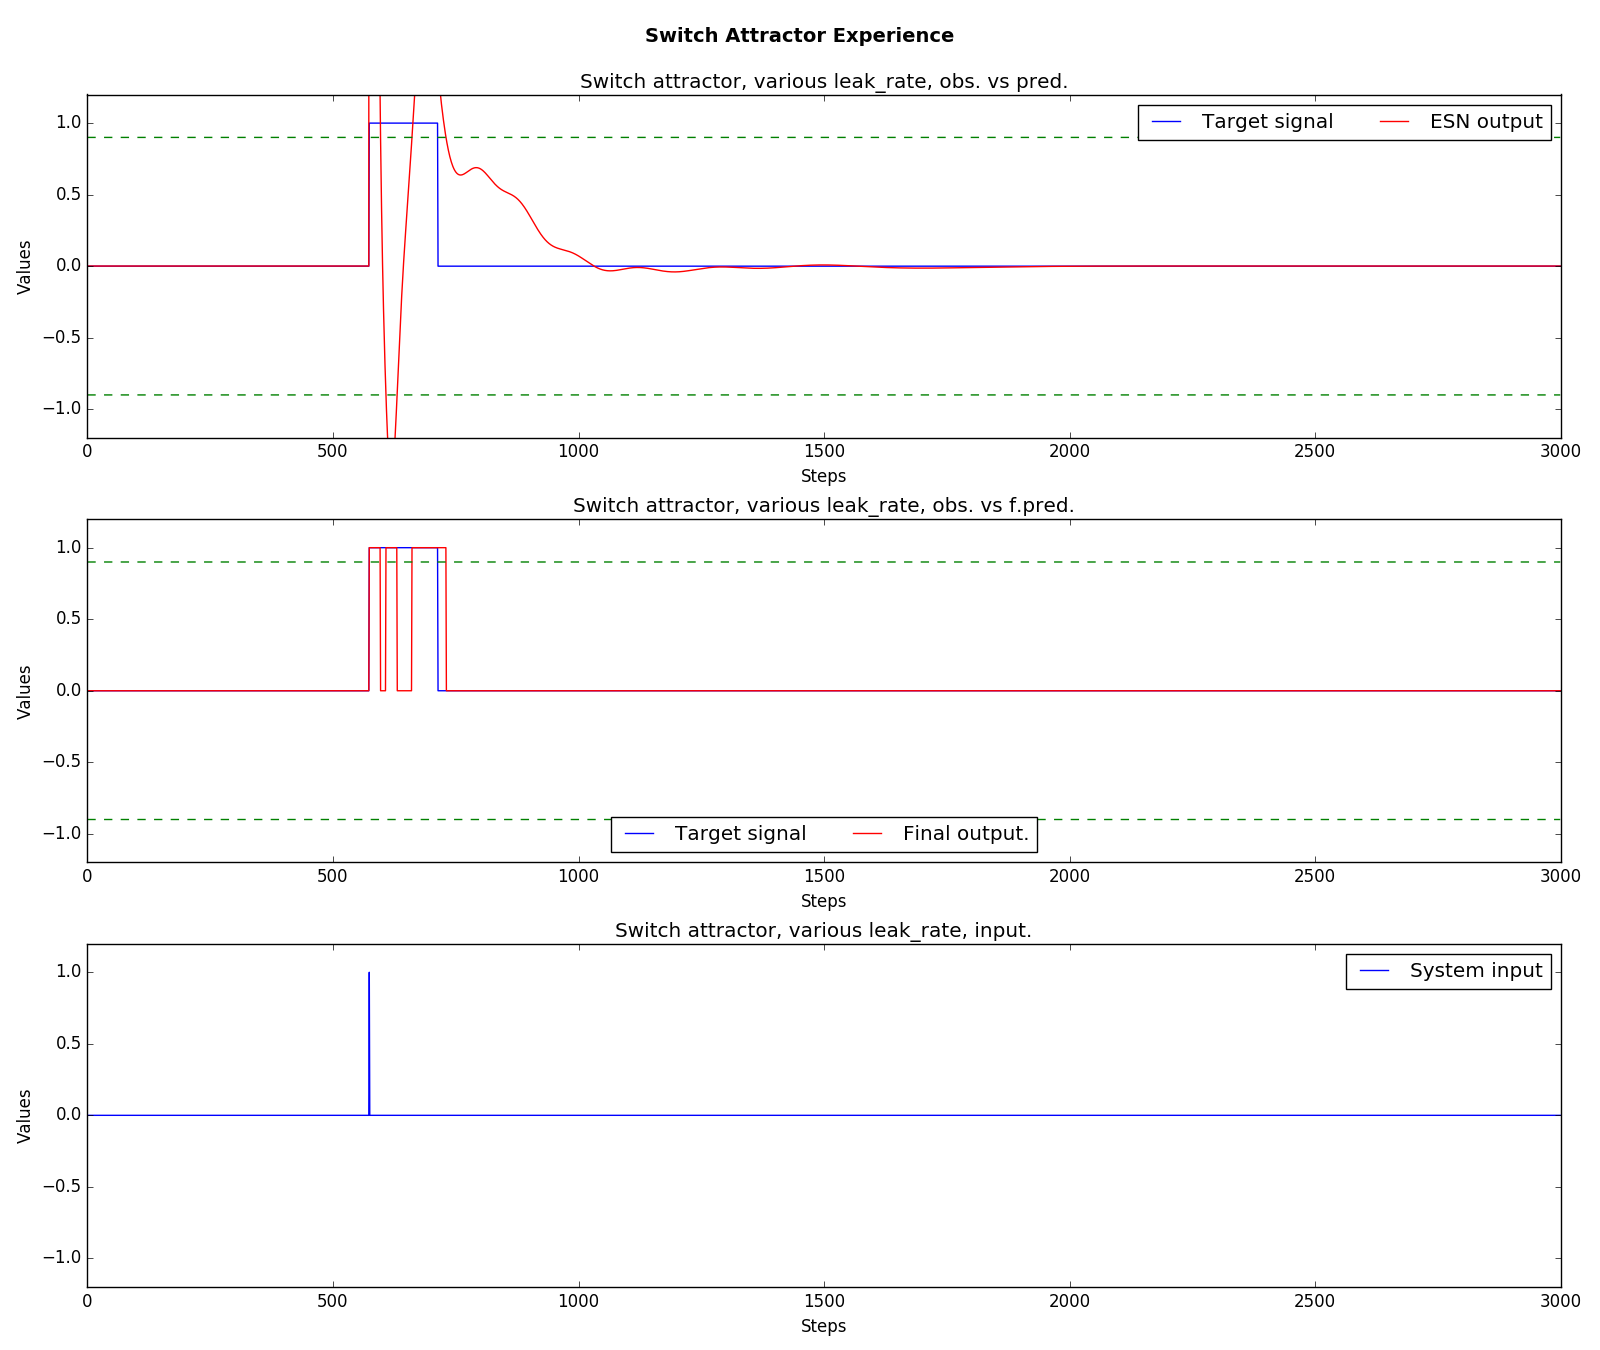 Switch Attractor Experience
Switch attractor, various leak_rate, obs. vs pred.
Target signal ESN output
1.0
0.5
0.0
−0.5
−1.0
Values
0 500 1000 1500 2000 2500 3000
Steps
Switch attractor, various leak_rate, obs. vs f.pred.
1.0
0.5
0.0
−0.5
−1.0
Values
Target signal Final output.
0 500 1000 1500 2000 2500 3000
Steps
Switch attractor, various leak_rate, input.
System input
1.0
0.5
0.0
−0.5
−1.0
Values
0 500 1000 1500 2000 2500 3000
Steps